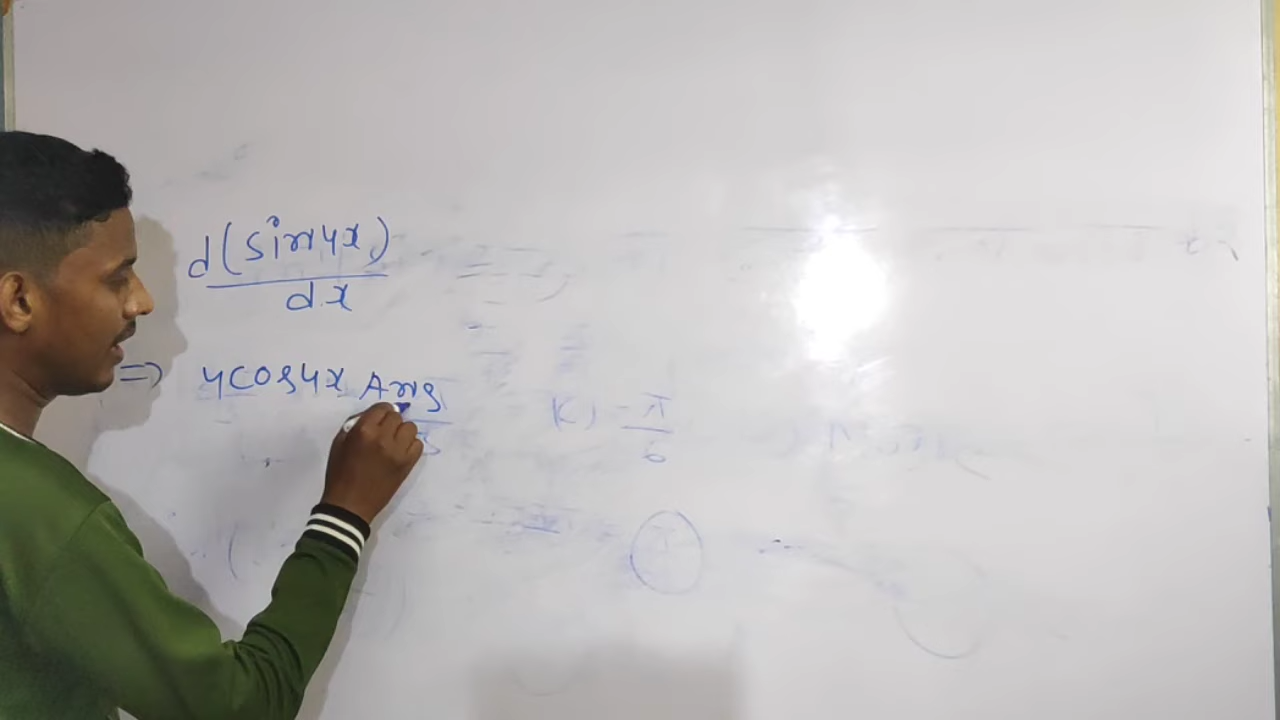 d(sin4x)
dx
=> 4cos4x Ans
K) -π
6